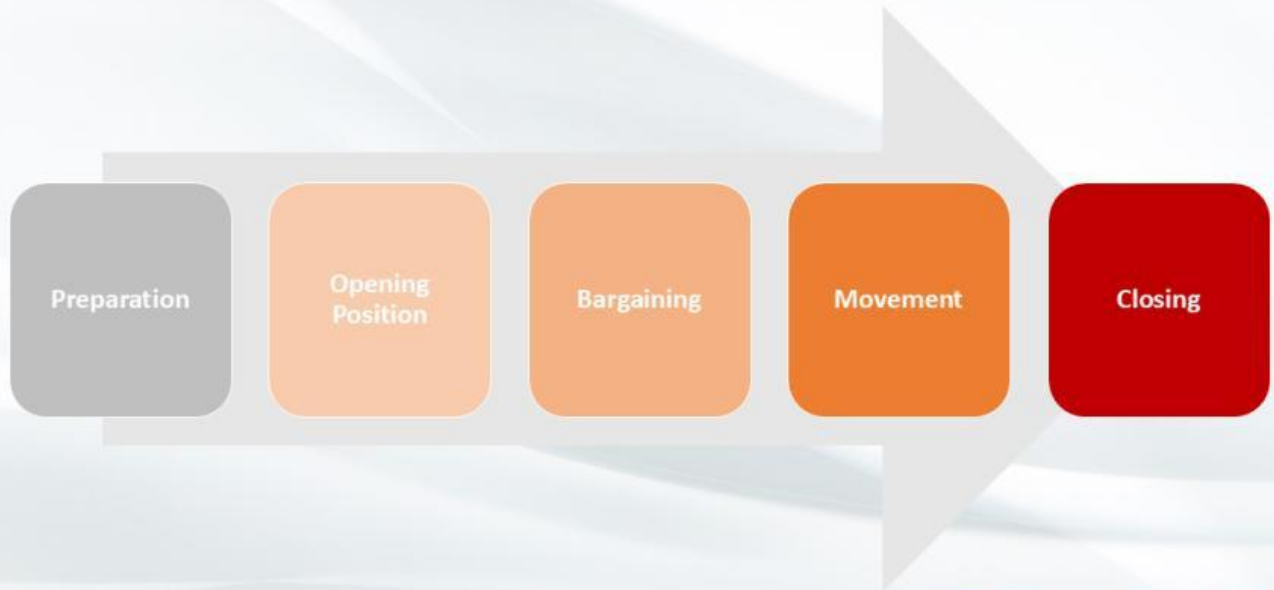 Preparation
Opening
Position
Bargaining
Movement
Closing